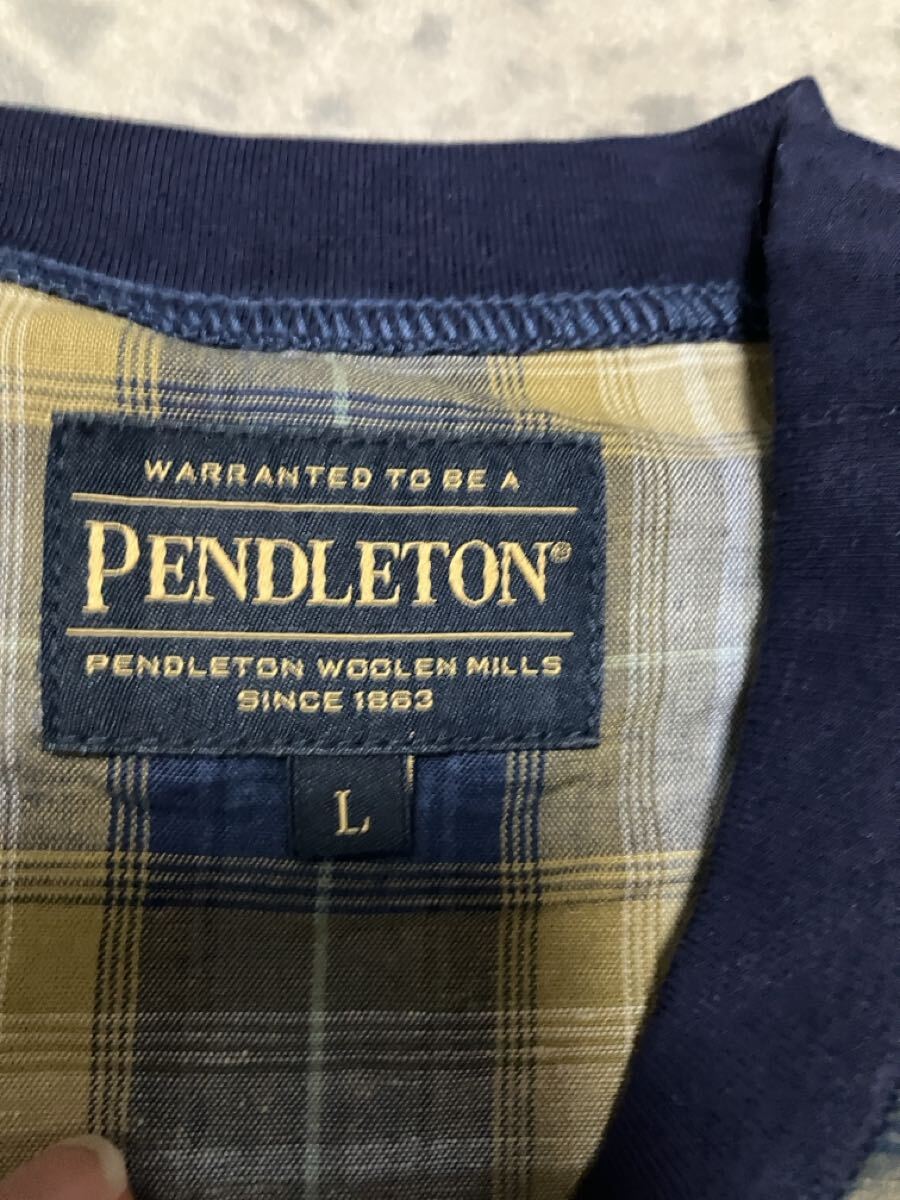 WARRANTED TO BE A
PENDLETON®
PENDLETON WOOLEN MILLS
SINCE 1863
L